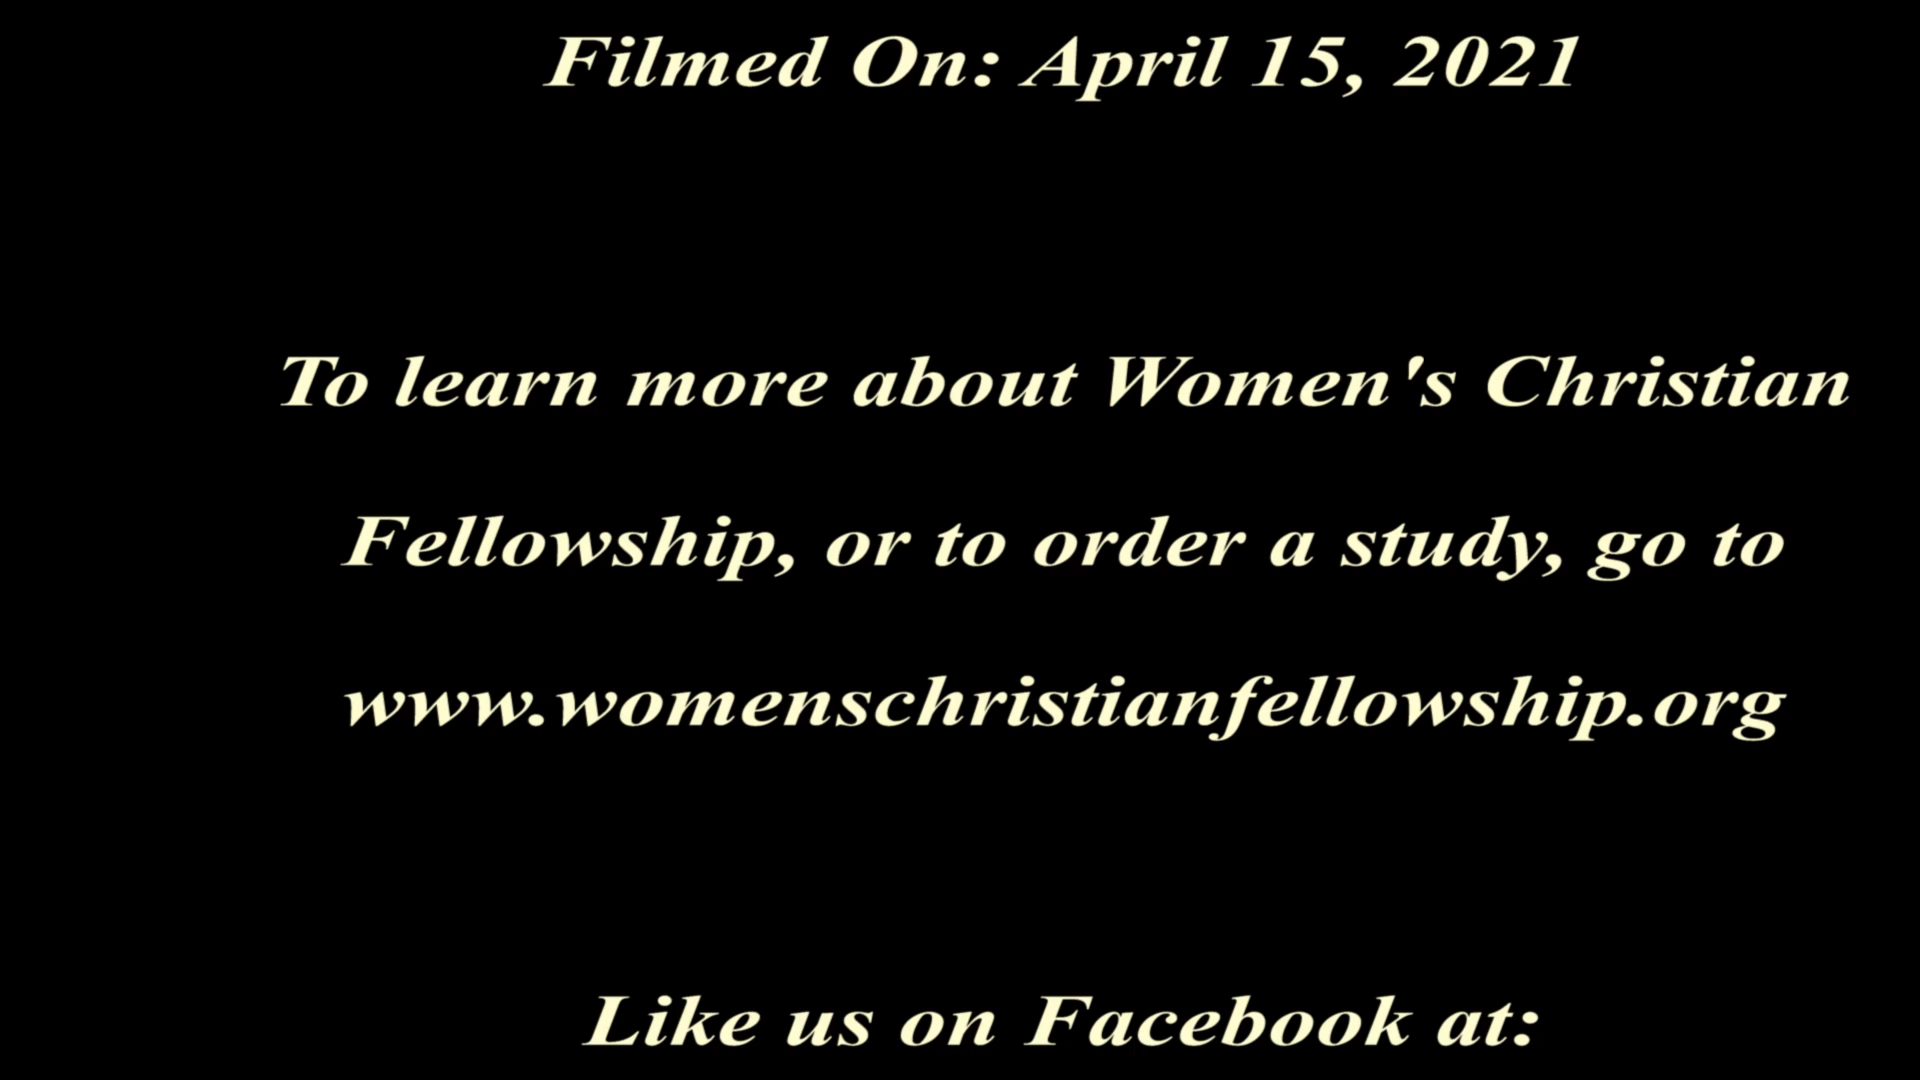 Filmed On: April 15, 2021
To learn more about Women's Christian
Fellowship, or to order a study, go to
www.womenschristianfellowship.org
Like us on Facebook at: